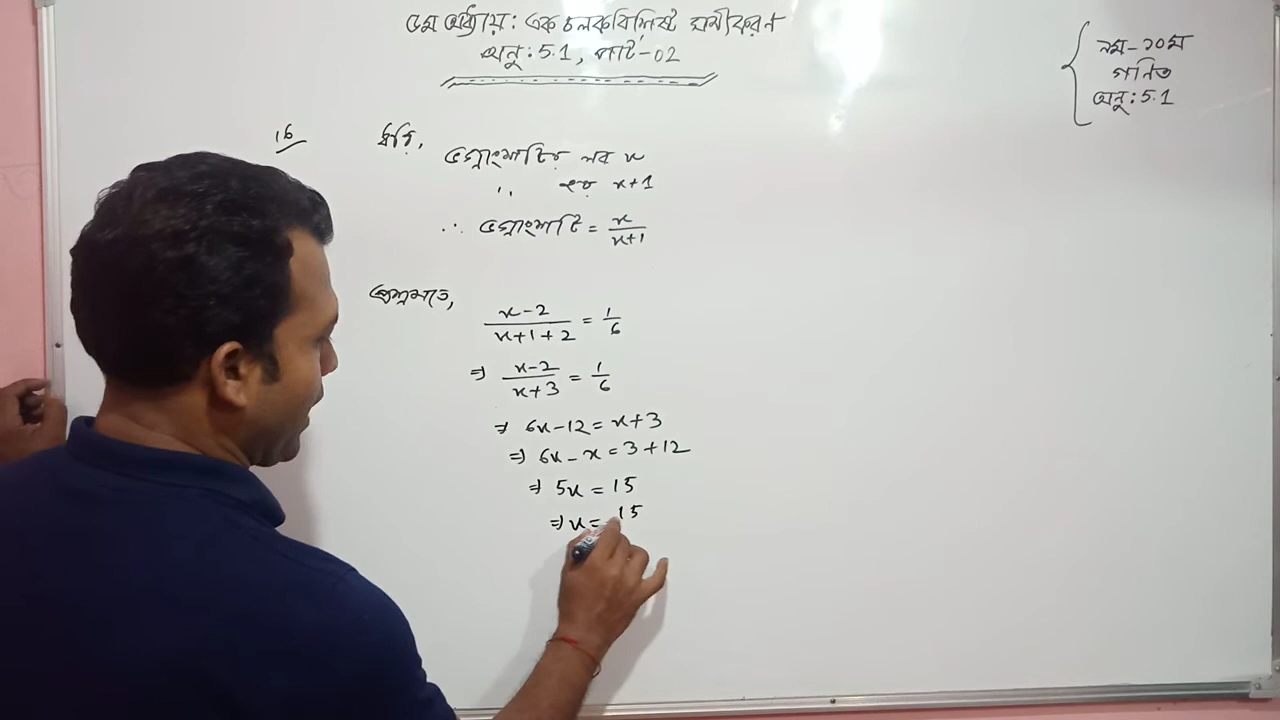 ৫ম অধ্যায়: এক চলকবিশিষ্ট সমীকরণ
অনু: 5.1, পার্ট-02
৯ম-১০ম
গণিত
অনু: 5.1
16
ধরি,
ভগ্নাংশটির লব x
,, হর x+1
∴ ভগ্নাংশটি = x/x+1
প্রশ্নমতে,
x-2/x+1+2 = 1/6
⇒ x-2/x+3 = 1/6
⇒ 6x-12 = x+3
⇒ 6x-x = 3+12
⇒ 5x = 15
⇒ x = 15